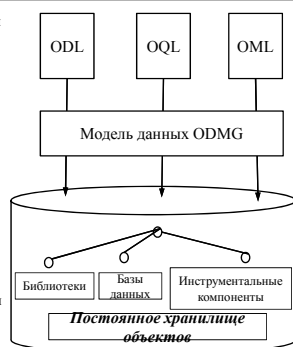 ODL
OQL
OML
Модель данных ODMG
Библиотеки
Базы
данных
Инструментальные
компоненты
Постоянное хранилище
объектов